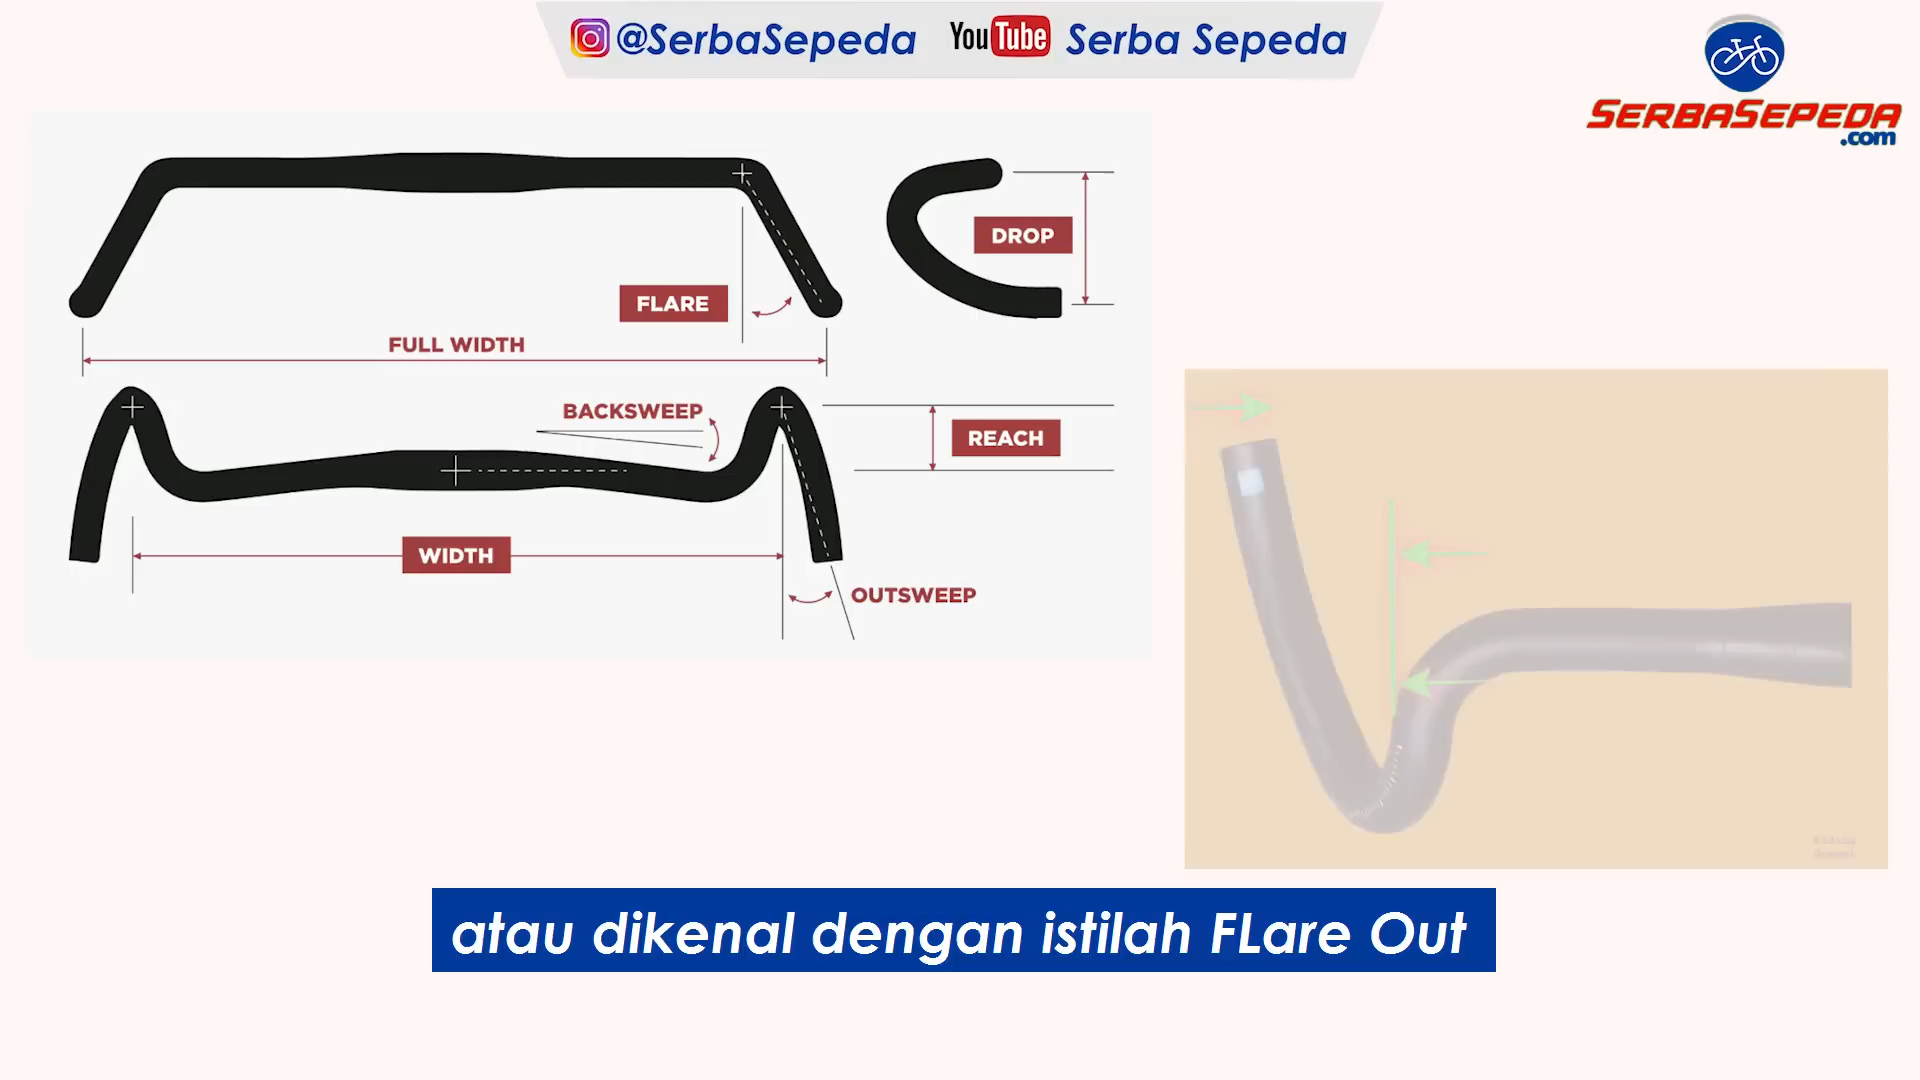 @SerbaSepeda YouTube Serba Sepeda
SERBASEPEDA
.com
DROP
FLARE
FULL WIDTH
BACKSWEEP
REACH
WIDTH
OUTSWEEP
atau dikenal dengan istilah FLare Out